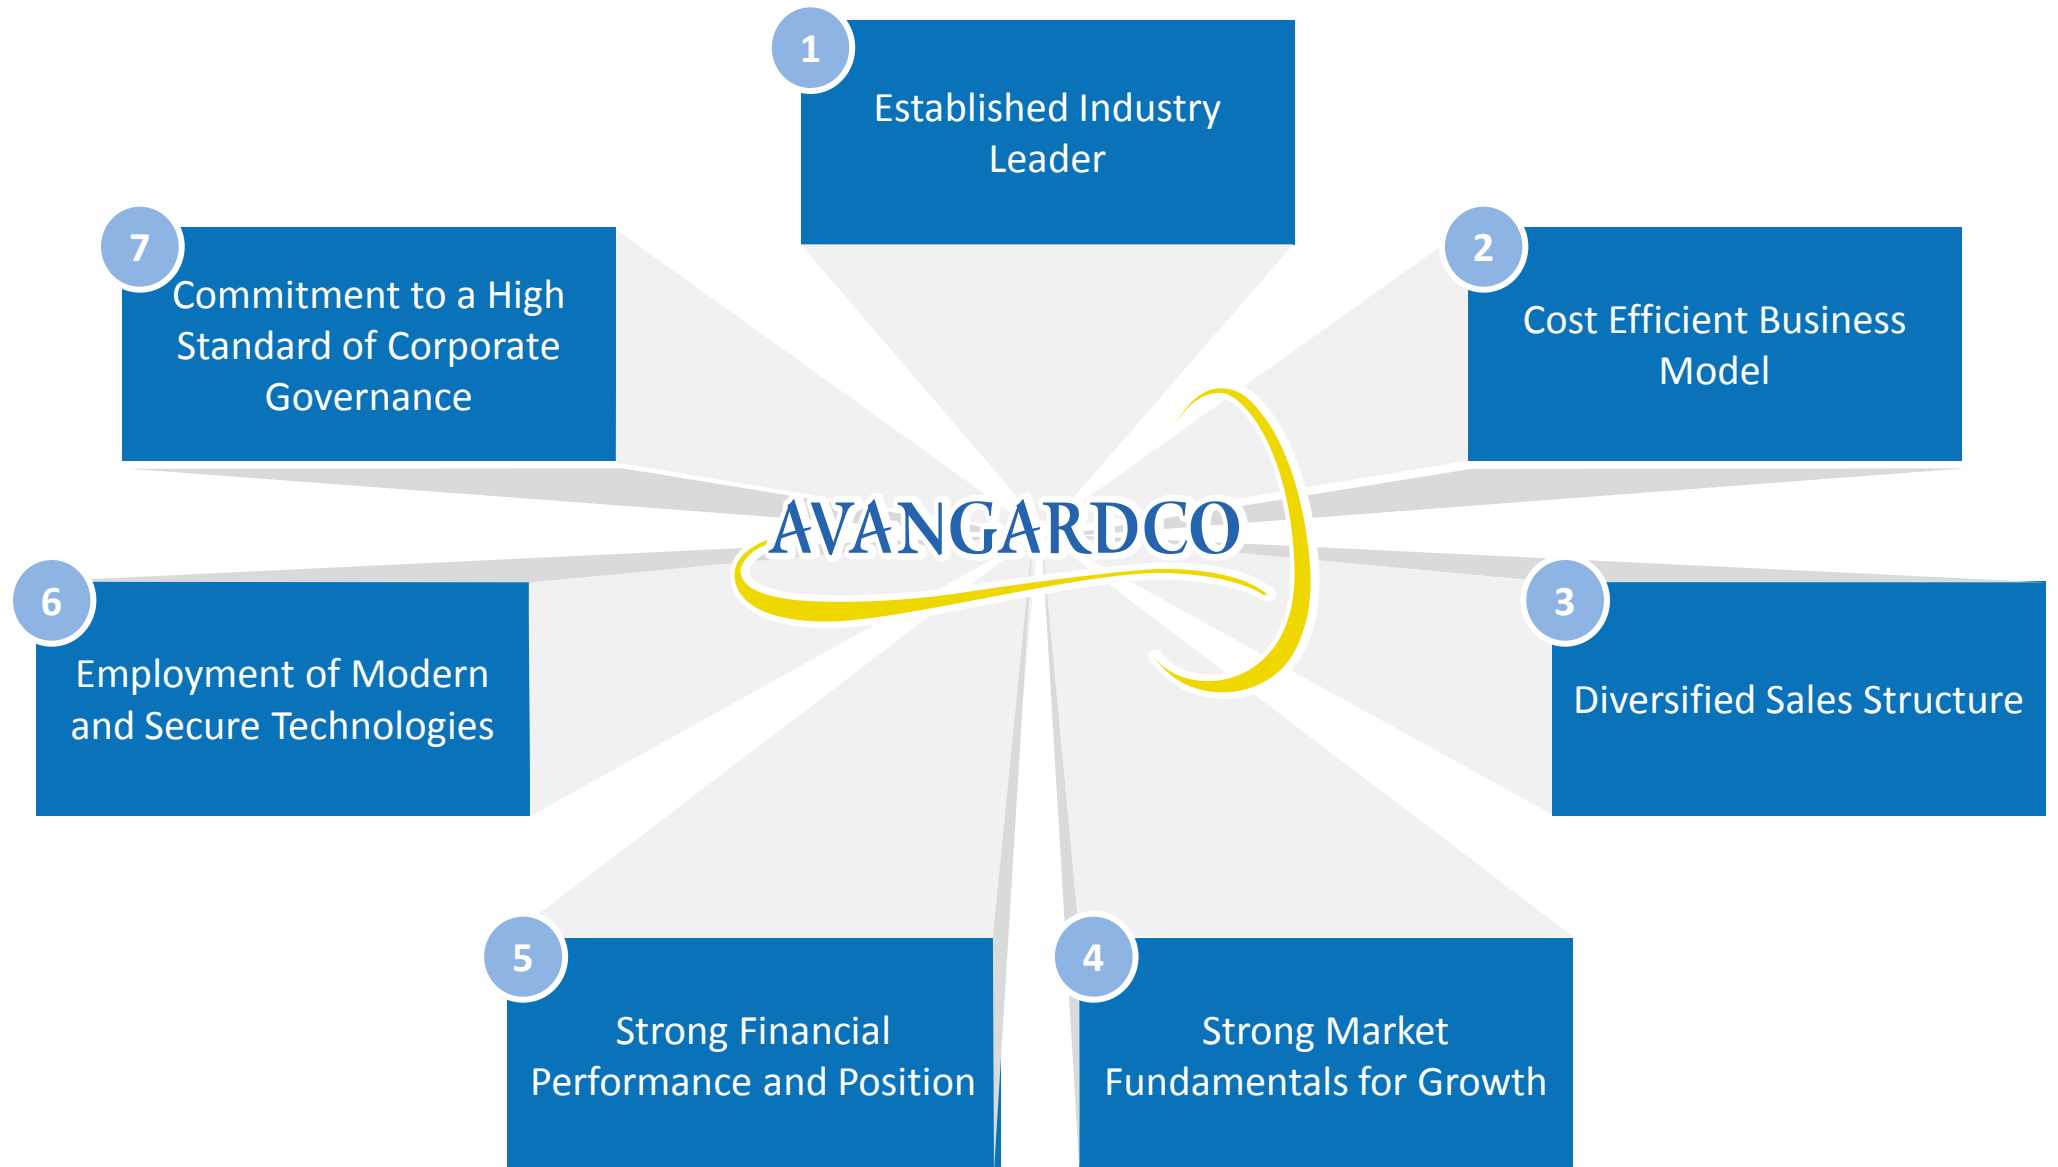 1
Established Industry
Leader
2
Cost Efficient Business
Model
3
Diversified Sales Structure
4
Strong Market
Fundamentals for Growth
5
Strong Financial
Performance and Position
6
Employment of Modern
and Secure Technologies
7
Commitment to a High
Standard of Corporate
Governance
AVANGARDCO